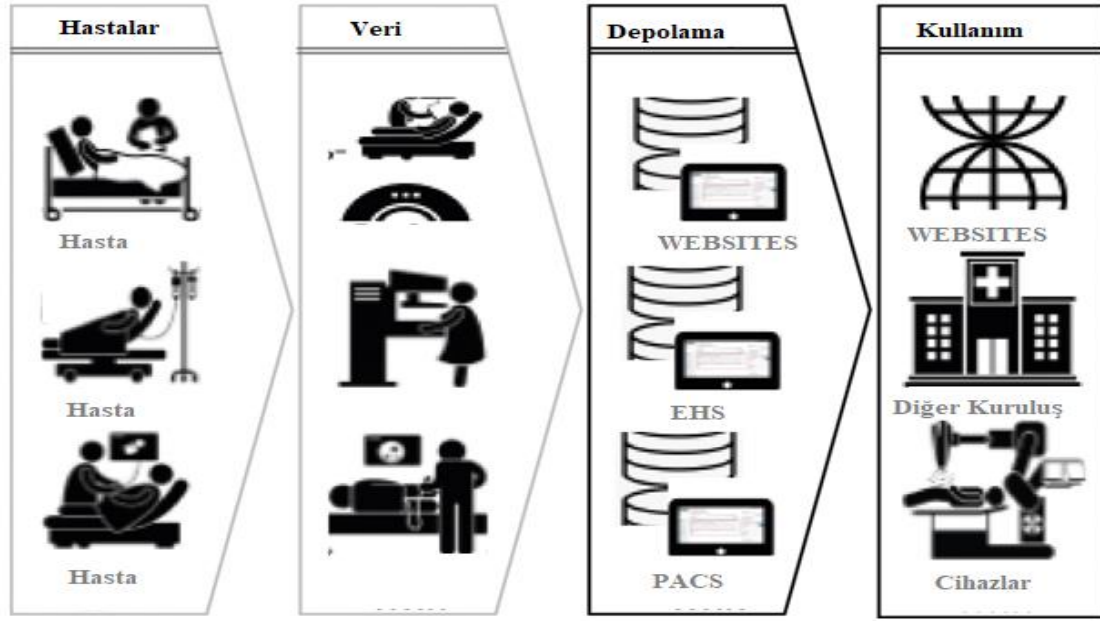 Hastalar
Veri
Depolama
Kullanım
Hasta
WEBSITES
WEBSITES
Hasta
EHS
Diğer Kuruluş
Hasta
PACS
Cihazlar